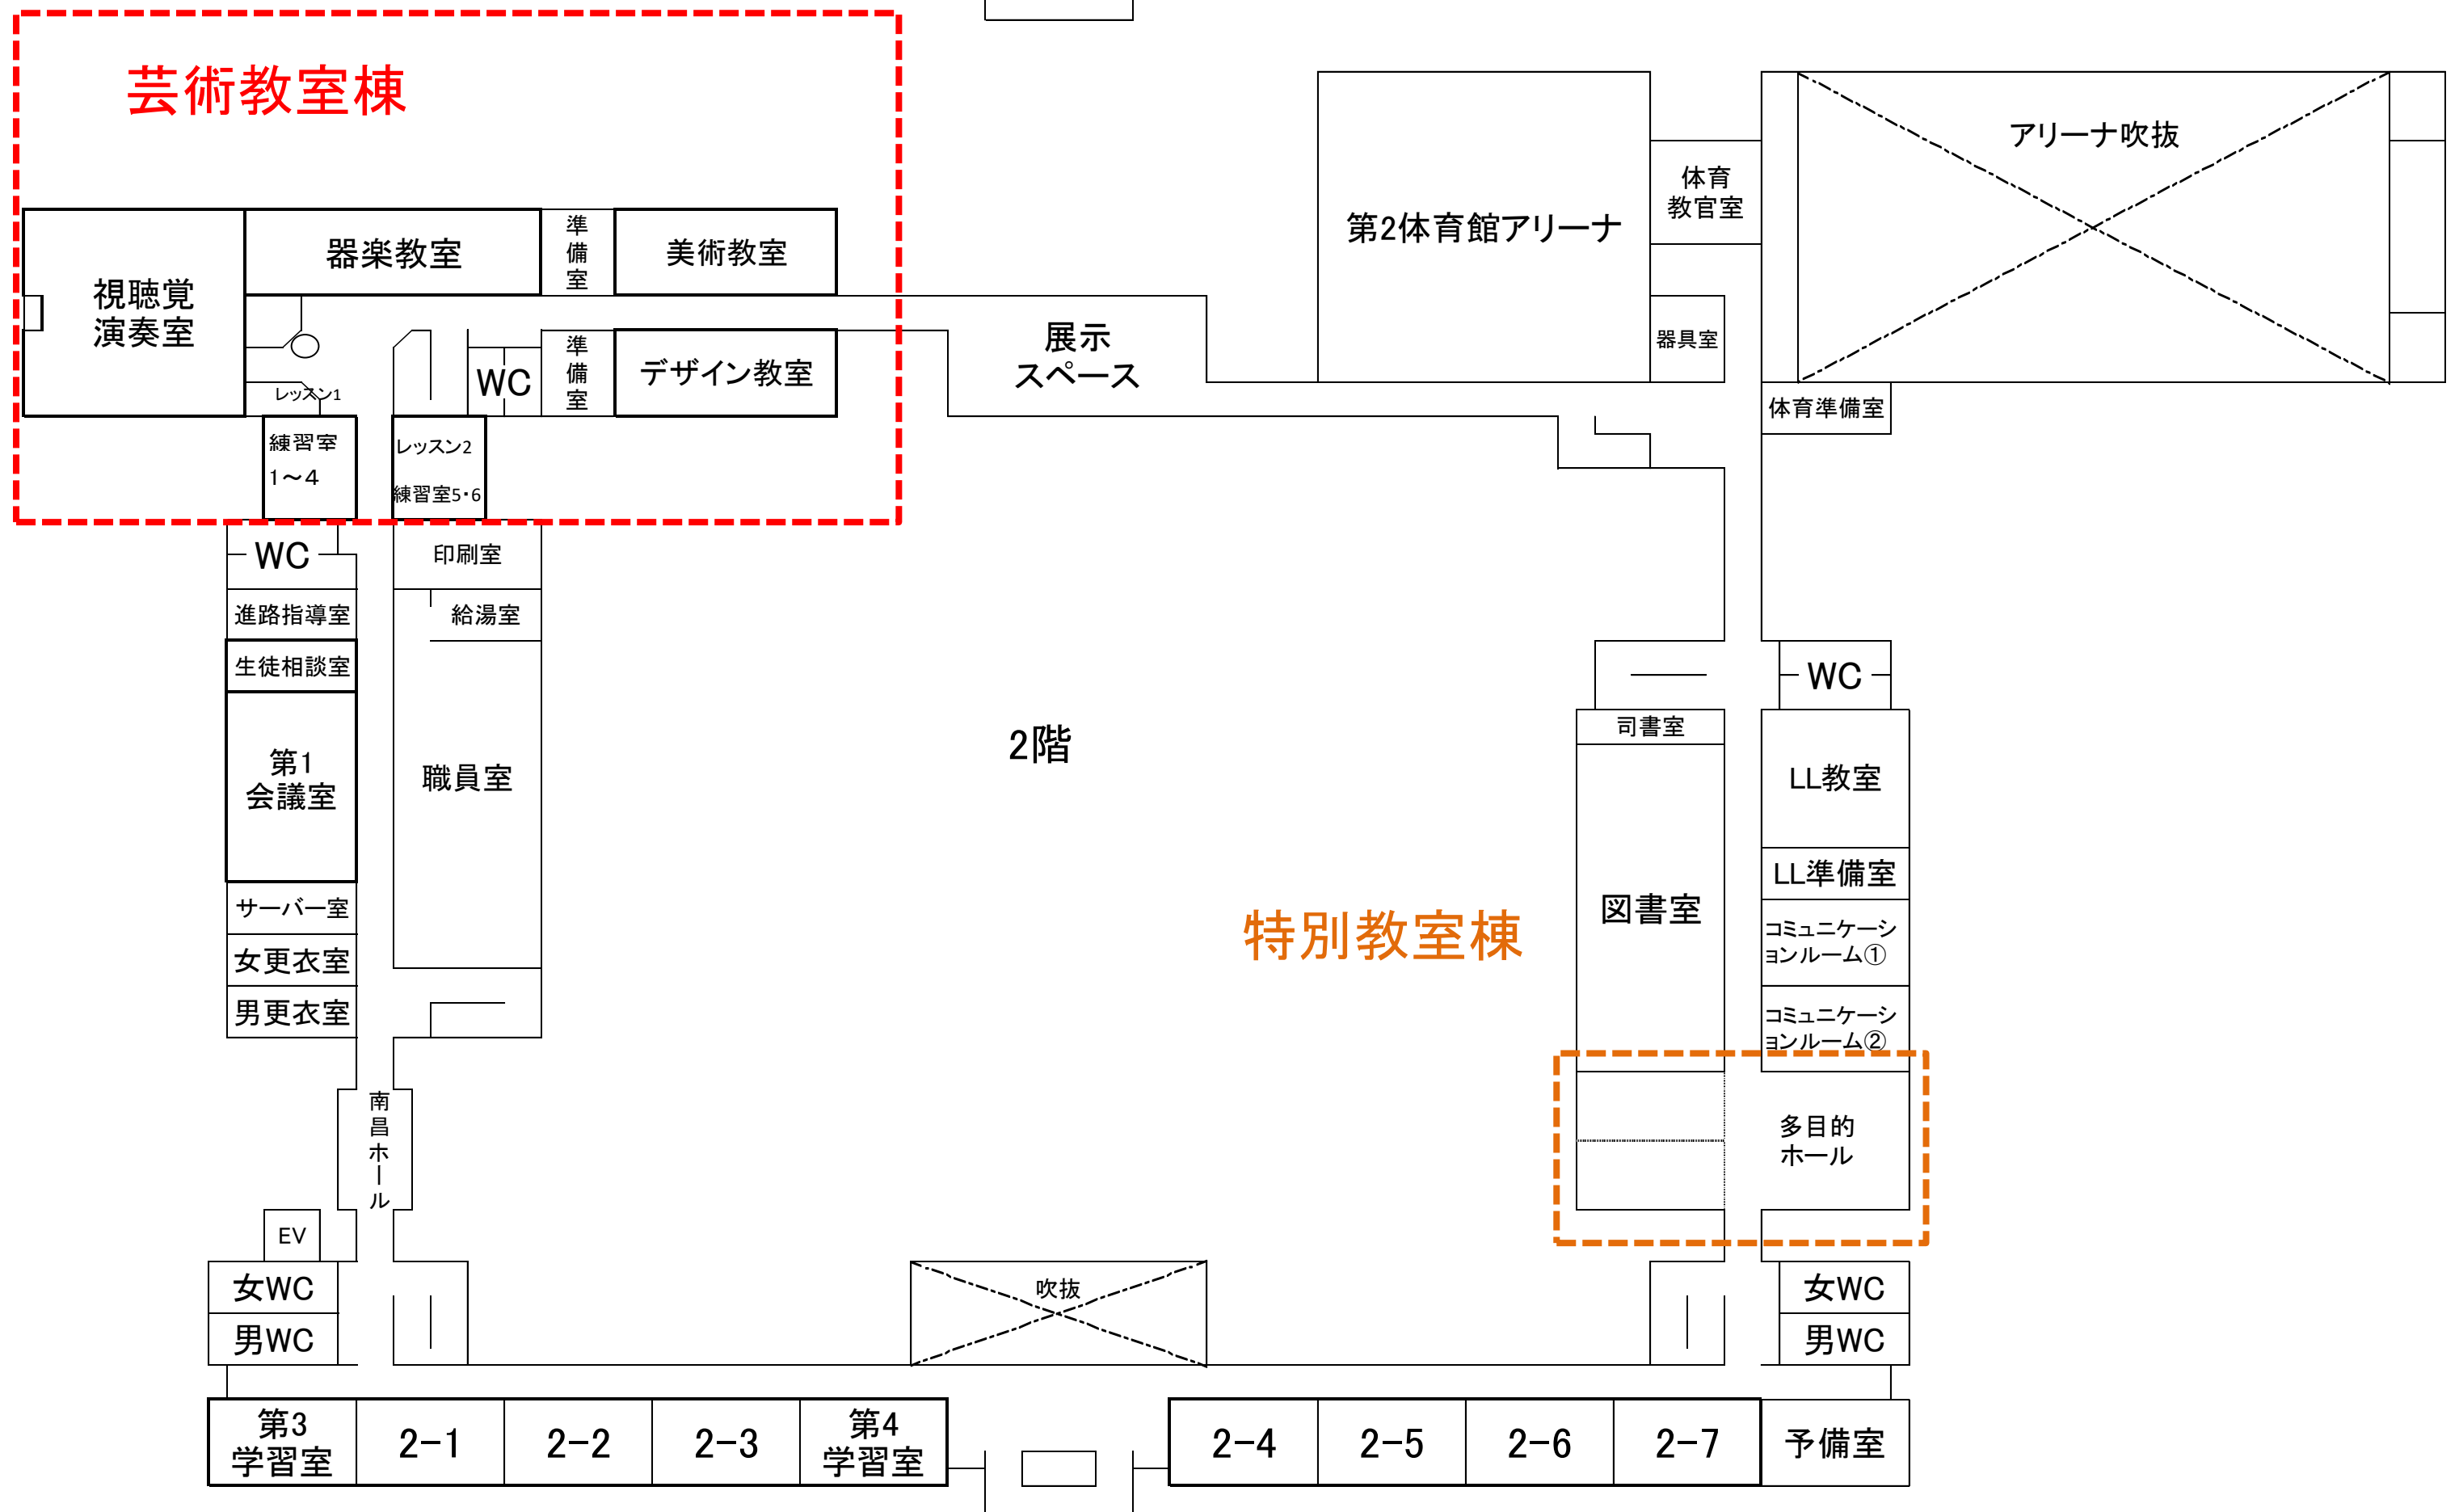 芸術教室棟
アリーナ吹抜
体育
教官室
第2体育館アリーナ
器楽教室
準備室
美術教室
視聴覚
演奏室
展示
スペース
器具室
準備室
デザイン教室
WC
レッスン1
体育準備室
練習室
1～4
レッスン2
練習室5・6
WC
印刷室
進路指導室
給湯室
生徒相談室
WC
司書室
2階
第1
会議室
職員室
LL教室
LL準備室
サーバー室
図書室
特別教室棟
コミュニケーシ
ョンルーム①
女更衣室
男更衣室
コミュニケーシ
ョンルーム②
南昌ホール
多目的
ホール
EV
女WC
吹抜
女WC
男WC
男WC
第3
学習室
2-1
2-2
2-3
第4
学習室
2-4
2-5
2-6
2-7
予備室